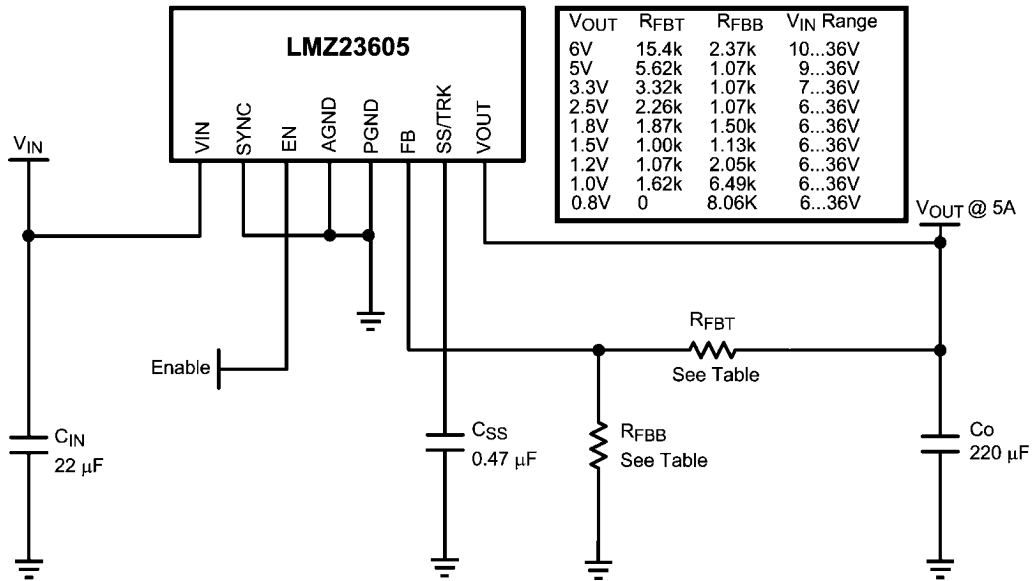 LMZ23605
VIN
SYNC
EN
AGND
PGND
FB
SS/TRK
VOUT
VOUT RFBT RFBB VIN Range
6V 15.4k 2.37k 10...36V
5V 5.62k 1.07k 9...36V
3.3V 3.32k 1.07k 7...36V
2.5V 2.26k 1.07k 6...36V
1.8V 1.87k 1.50k 6...36V
1.5V 1.00k 1.13k 6...36V
1.2V 1.07k 2.05k 6...36V
1.0V 1.62k 6.49k 6...36V
0.8V 0 8.06K 6...36V
VIN
VOUT @ 5A
Enable
RFBT
See Table
CIN
22 µF
CSS
0.47 µF
RFBB
See Table
Co
220 µF